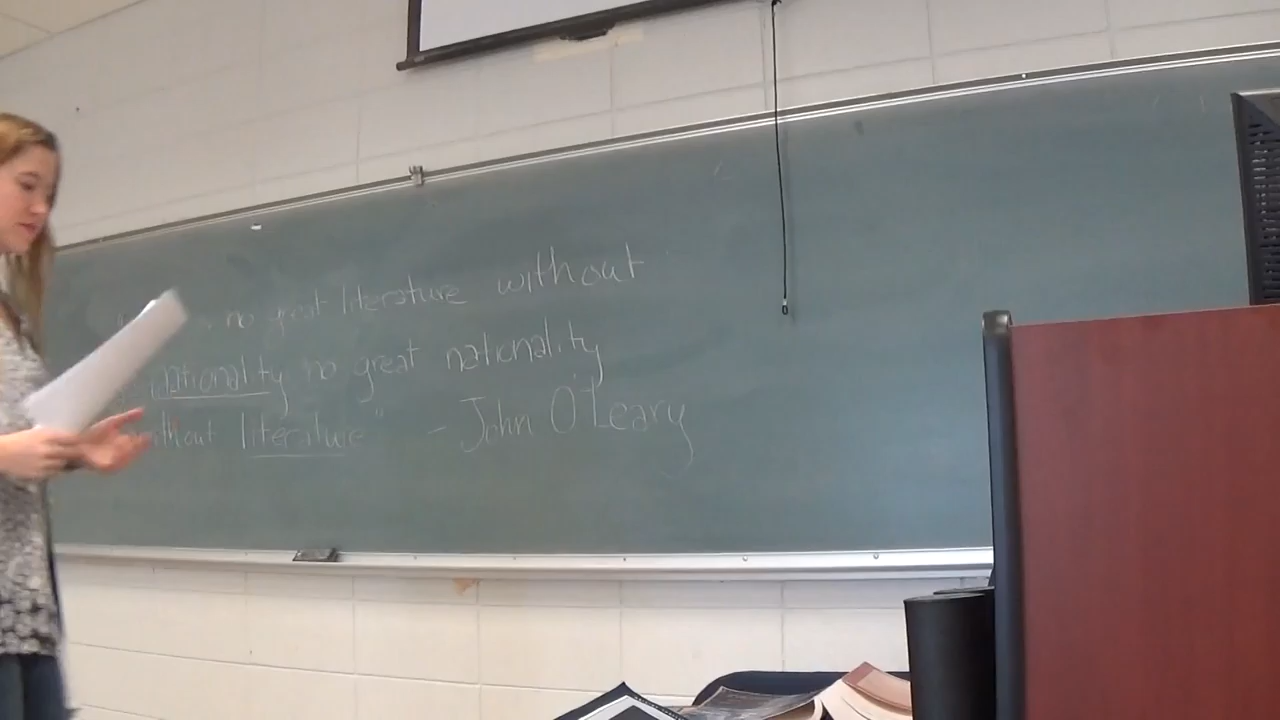 no great literature without
nationality no great nationality
without literature" - John O'Leary